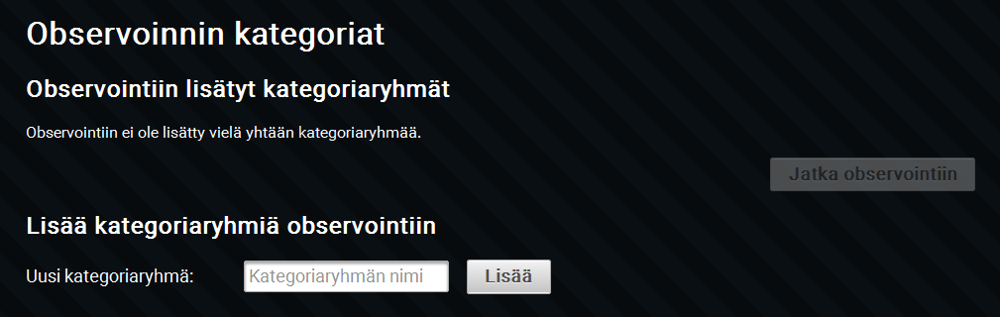 Observoinnin kategoriat
Observointiin lisätyt kategoriaryhmät
Observointiin ei ole lisätty vielä yhtään kategoriaryhmää.
Jatka observointiin
Lisää kategoriaryhmiä observointiin
Uusi kategoriaryhmä: Kategoriaryhmän nimi Lisää